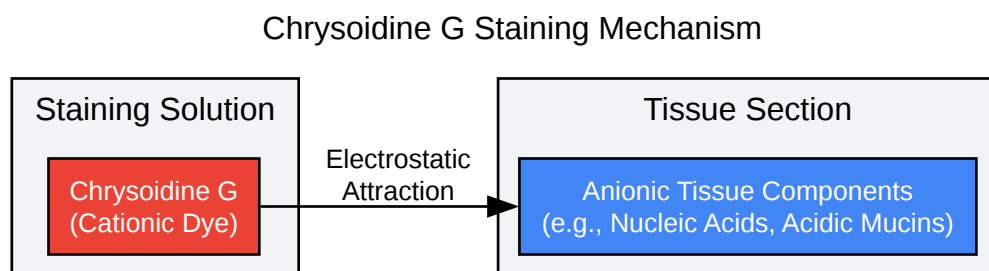 Chrysoidine G Staining Mechanism
Staining Solution
Chrysoidine G
(Cationic Dye)
Electrostatic
Attraction
Tissue Section
Anionic Tissue Components
(e.g., Nucleic Acids, Acidic Mucins)